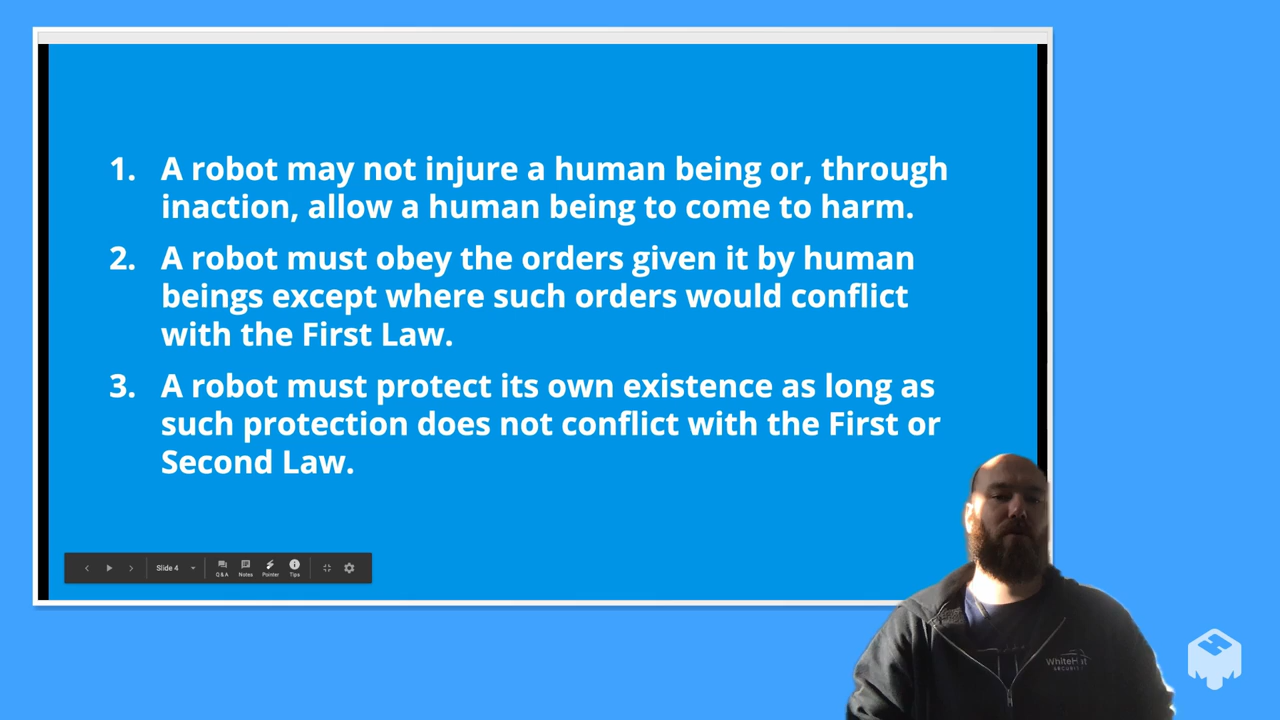 1. A robot may not injure a human being or, through
inaction, allow a human being to come to harm.
2. A robot must obey the orders given it by human
beings except where such orders would conflict
with the First Law.
3. A robot must protect its own existence as long as
such protection does not conflict with the First or
Second Law.
Slide 4
Q&A Notes Pointer Tips
WhiteHat
SECURITY